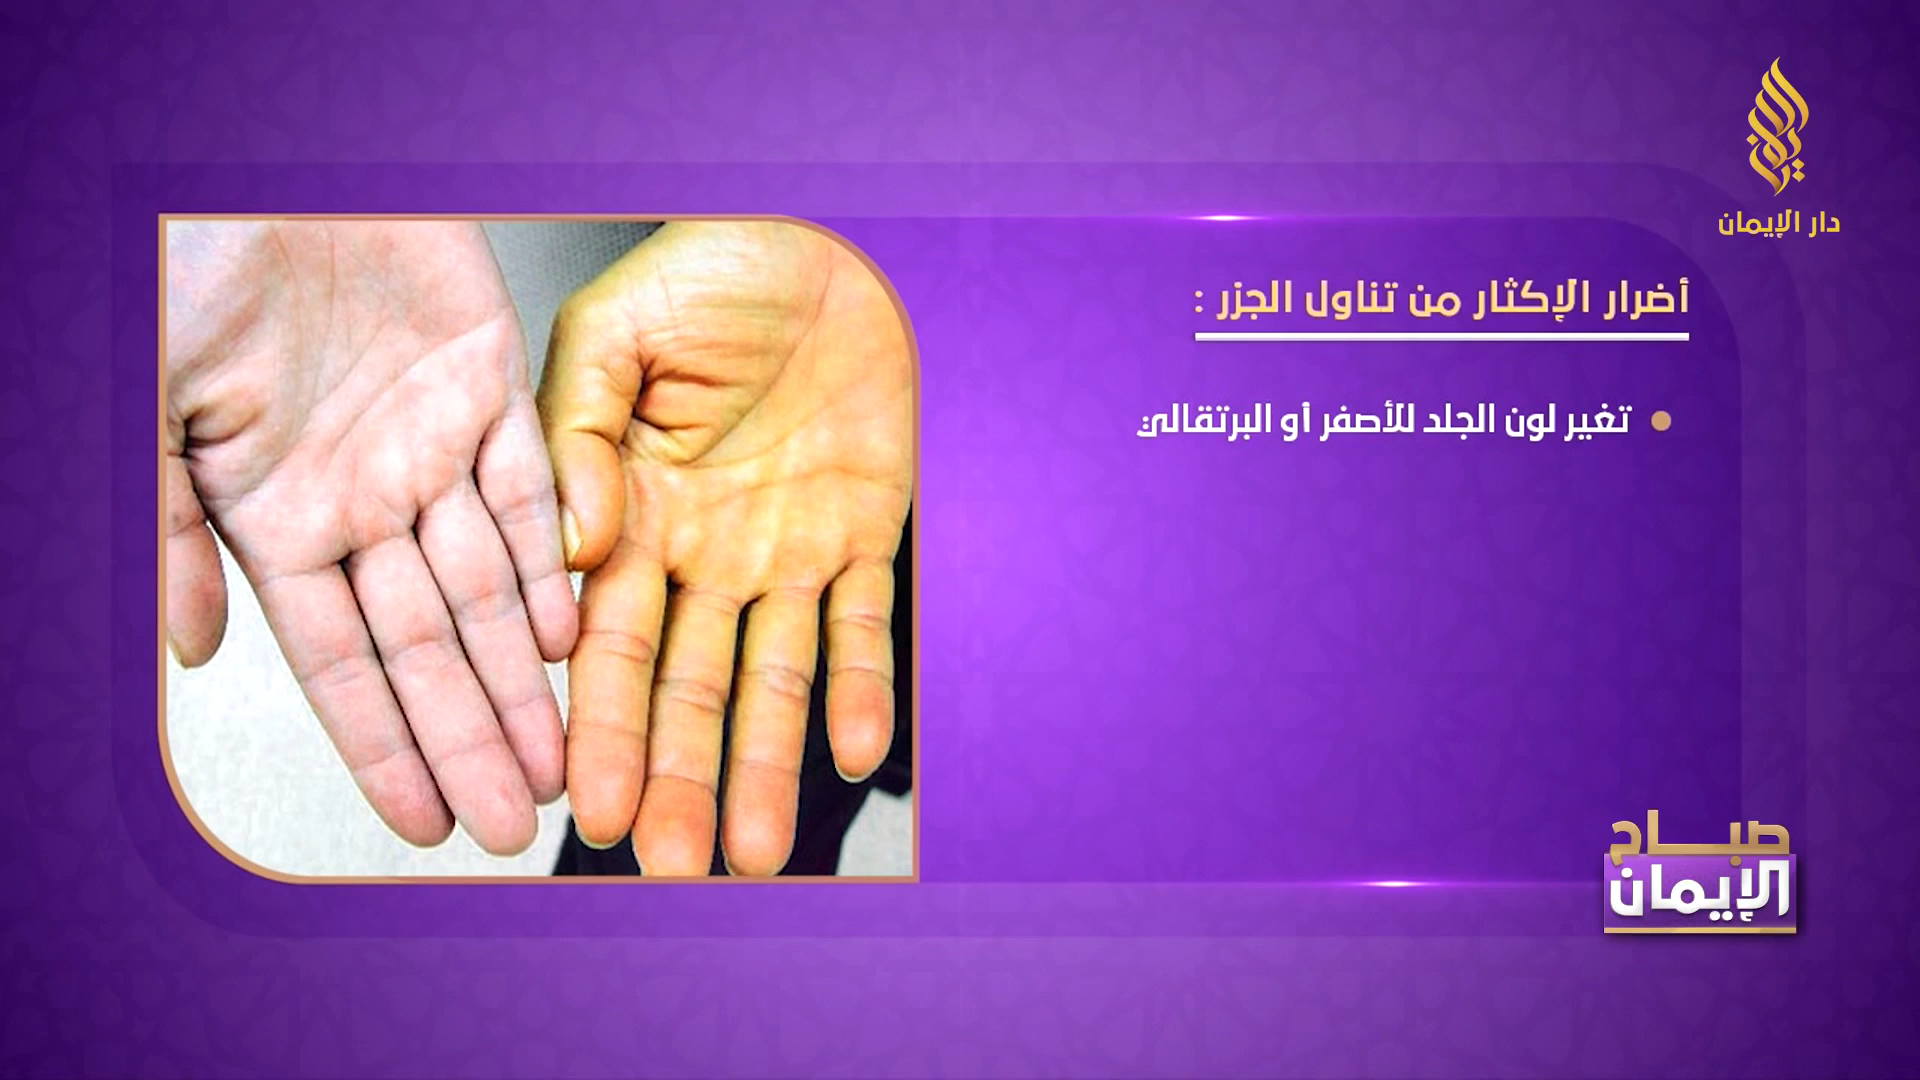 دار الإيمان
أضرار الإكثار من تناول الجزر :
تغير لون الجلد للأصفر أو البرتقالي
صباح
الإيمان